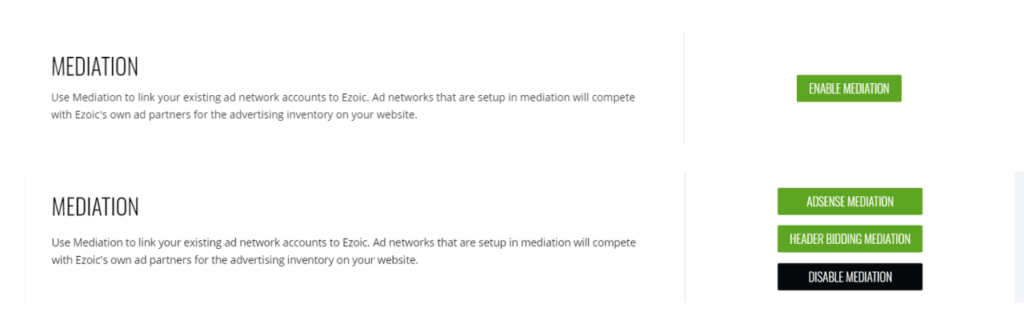 MEDIATION
Use Mediation to link your existing ad network accounts to Ezoic. Ad networks that are setup in mediation will compete
with Ezoic's own ad partners for the advertising inventory on your website.
ENABLE MEDIATION
MEDIATION
Use Mediation to link your existing ad network accounts to Ezoic. Ad networks that are setup in mediation will compete
with Ezoic's own ad partners for the advertising inventory on your website.
ADSENSE MEDIATION
HEADER BIDDING MEDIATION
DISABLE MEDIATION